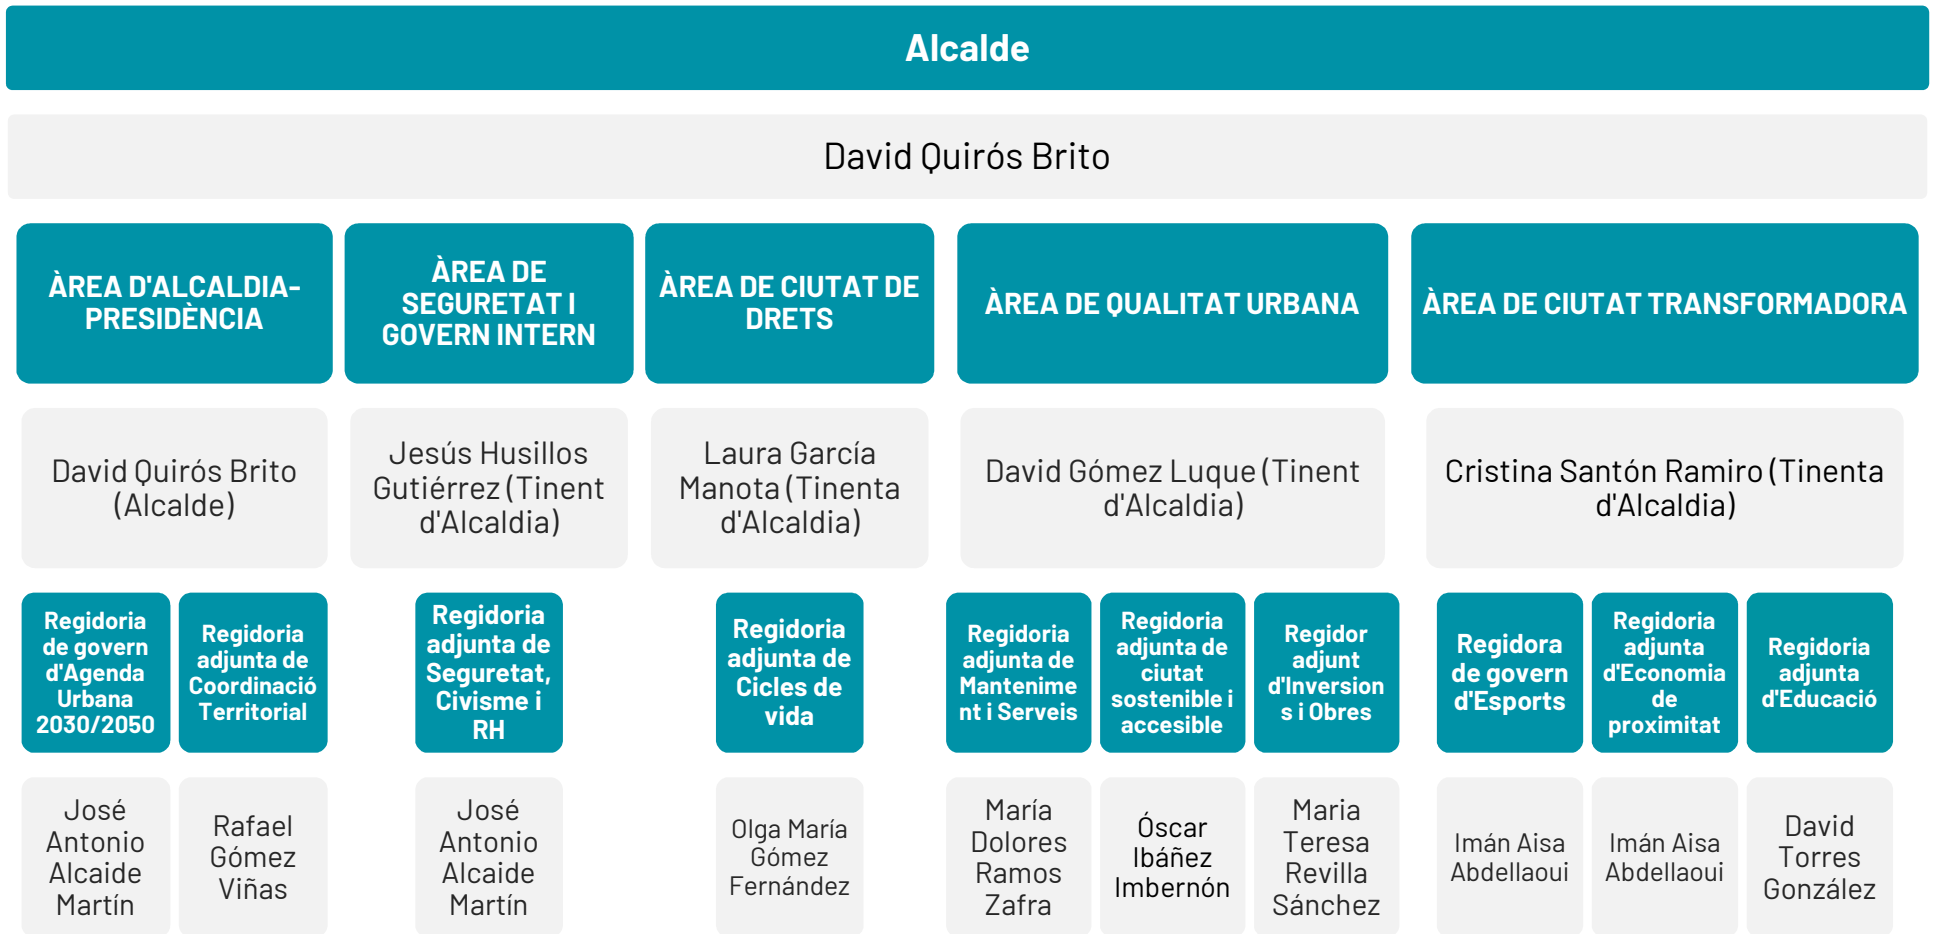 Alcalde
David Quirós Brito
ÀREA D'ALCALDIA-
PRESIDÈNCIA
ÀREA DE
SEGURETAT I
GOVERN INTERN
ÀREA DE CIUTAT DE
DRETS
ÀREA DE QUALITAT URBANA
ÀREA DE CIUTAT TRANSFORMADORA
David Quirós Brito
(Alcalde)
Jesús Husillos
Gutiérrez (Tinent
d'Alcaldia)
Laura García
Manota (Tinenta
d'Alcaldia)
David Gómez Luque (Tinent
d'Alcaldia)
Cristina Santón Ramiro (Tinenta
d'Alcaldia)
Regidoria
de govern
d'Agenda
Urbana
2030/2050
Regidoria
adjunta de
Coordinació
Territorial
Regidoria
adjunta de
Seguretat,
Civisme i
RH
Regidoria
adjunta de
Cicles de
vida
Regidoria
adjunta de
Mantenime
nt i Serveis
Regidoria
adjunta de
ciutat
sostenible i
accesible
Regidor
adjunt
d'Inversion
s i Obres
Regidora
de govern
d'Esports
Regidoria
adjunta
d'Economia
de
proximitat
Regidoria
adjunta
d'Educació
José
Antonio
Alcaide
Martín
Rafael
Gómez
Viñas
José
Antonio
Alcaide
Martín
Olga María
Gómez
Fernández
María
Dolores
Ramos
Zafra
Óscar
Ibáñez
Imbernón
Maria
Teresa
Revilla
Sánchez
Imán Aisa
Abdellaoui
Imán Aisa
Abdellaoui
David
Torres
González